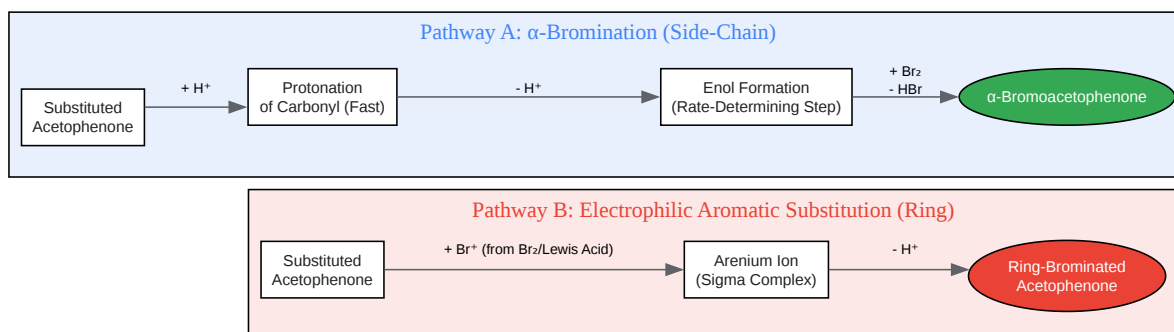 Pathway A: α-Bromination (Side-Chain)
Substituted
Acetophenone
+ H⁺
Protonation
of Carbonyl (Fast)
- H⁺
Enol Formation
(Rate-Determining Step)
+ Br₂
- HBr
α-Bromoacetophenone
Pathway B: Electrophilic Aromatic Substitution (Ring)
Substituted
Acetophenone
+ Br⁺ (from Br₂/Lewis Acid)
Arenium Ion
(Sigma Complex)
- H⁺
Ring-Brominated
Acetophenone